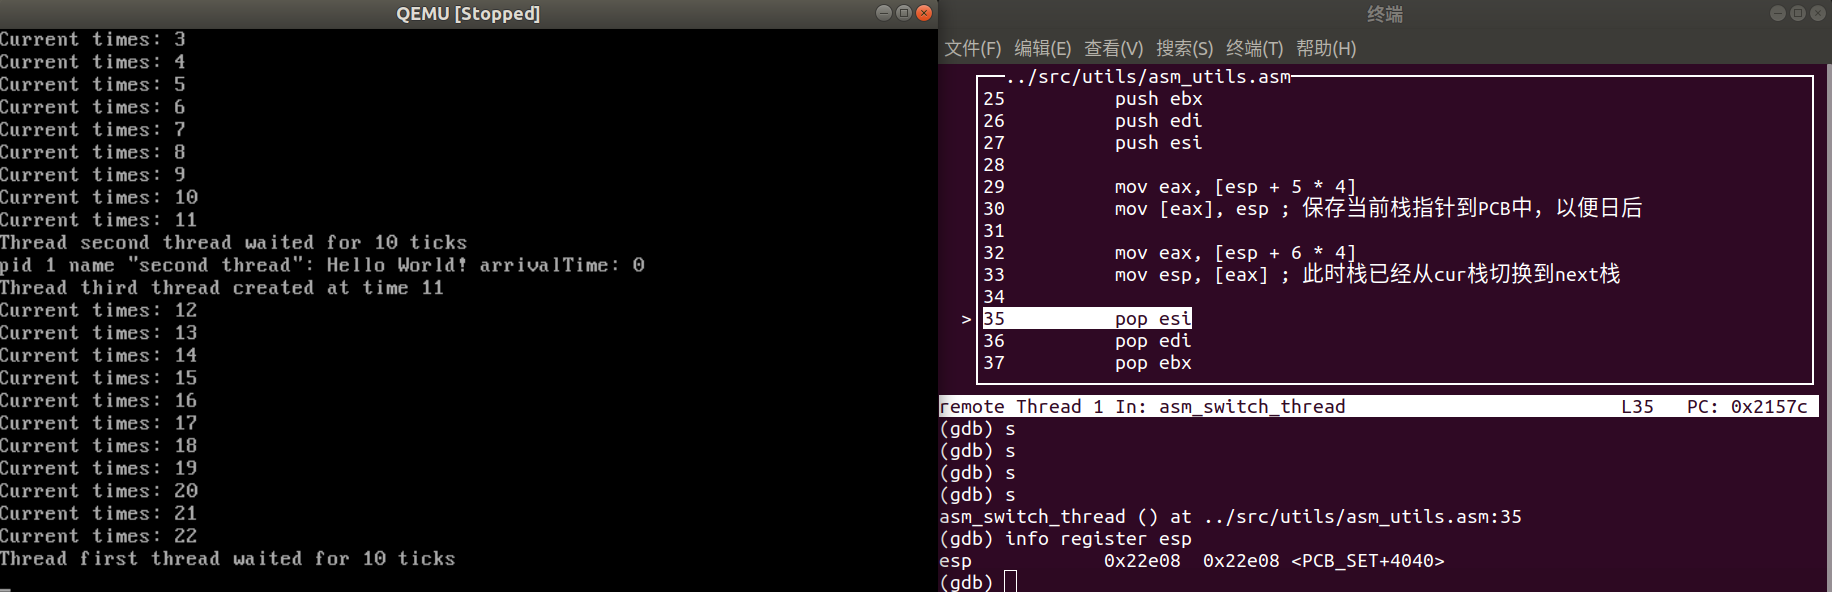 QEMU [Stopped]
Current times: 3
Current times: 4
Current times: 5
Current times: 6
Current times: 7
Current times: 8
Current times: 9
Current times: 10
Current times: 11
Thread second thread waited for 10 ticks
pid 1 name "second thread": Hello World! arrivalTime: 0
Thread third thread created at time 11
Current times: 12
Current times: 13
Current times: 14
Current times: 15
Current times: 16
Current times: 17
Current times: 18
Current times: 19
Current times: 20
Current times: 21
Current times: 22
Thread first thread waited for 10 ticks
终端
文件(F) 编辑(E) 查看(V) 搜索(S) 终端(T) 帮助(H)
../src/utils/asm_utils.asm
25 push ebx
26 push edi
27 push esi
28
29 mov eax, [esp + 5 * 4]
30 mov [eax], esp ; 保存当前栈指针到PCB中，以便日后
31
32 mov eax, [esp + 6 * 4]
33 mov esp, [eax] ; 此时栈已经从cur栈切换到next栈
34
> 35 pop esi
36 pop edi
37 pop ebx
remote Thread 1 In: asm_switch_thread L35 PC: 0x2157c
(gdb) s
(gdb) s
(gdb) s
(gdb) s
asm_switch_thread () at ../src/utils/asm_utils.asm:35
(gdb) info register esp
esp 0x22e08 0x22e08 <PCB_SET+4040>
(gdb)